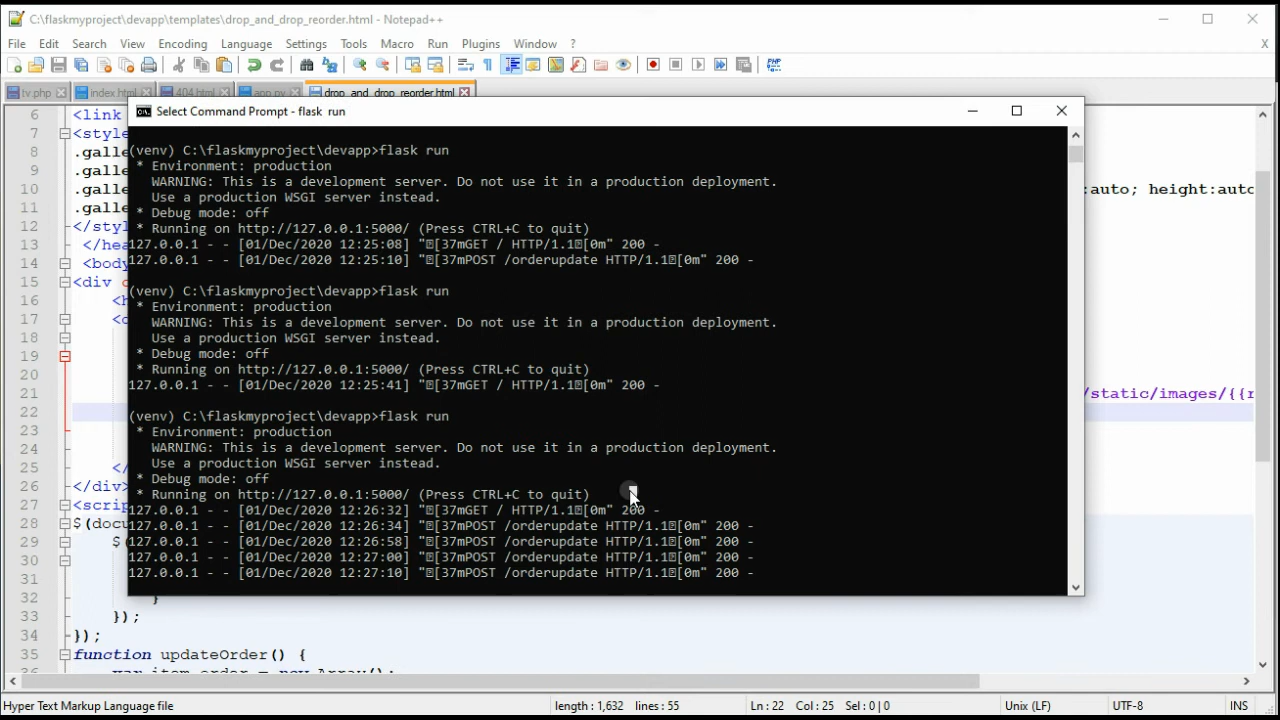 C:\flaskmyproject\devapp\templates\drop_and_drop_reorder.html - Notepad++
File Edit Search View Encoding Language Settings Tools Macro Run Plugins Window ? X
tv.php index.html 404.html app.py drop_and_drop_reorder.html
Select Command Prompt - flask run
6 <link
7 <style
8 .galle
9 .galle
10 .galle :auto; height:auto
11 .galle
12 </style
13 </hea
14 <body
15 <div
16 <h
17
18
19
20
21 /static/images/{{r
22
23
24
25 </
26 </div>
27 <scrip
28 $(docu
29 $(
30
31
32 }
33 });
34 });
35 function updateOrder() {
36 var item_order = new Array();
(venv) C:\flaskmyproject\devapp>flask run
* Environment: production
WARNING: This is a development server. Do not use it in a production deployment.
Use a production WSGI server instead.
* Debug mode: off
* Running on http://127.0.0.1:5000/ (Press CTRL+C to quit)
127.0.0.1 - - [01/Dec/2020 12:25:08] "[37mGET / HTTP/1.1[0m" 200 -
127.0.0.1 - - [01/Dec/2020 12:25:10] "[37mPOST /orderupdate HTTP/1.1[0m" 200 -
(venv) C:\flaskmyproject\devapp>flask run
* Environment: production
WARNING: This is a development server. Do not use it in a production deployment.
Use a production WSGI server instead.
* Debug mode: off
* Running on http://127.0.0.1:5000/ (Press CTRL+C to quit)
127.0.0.1 - - [01/Dec/2020 12:25:41] "[37mGET / HTTP/1.1[0m" 200 -
(venv) C:\flaskmyproject\devapp>flask run
* Environment: production
WARNING: This is a development server. Do not use it in a production deployment.
Use a production WSGI server instead.
* Debug mode: off
* Running on http://127.0.0.1:5000/ (Press CTRL+C to quit)
127.0.0.1 - - [01/Dec/2020 12:26:32] "[37mGET / HTTP/1.1[0m" 200 -
127.0.0.1 - - [01/Dec/2020 12:26:34] "[37mPOST /orderupdate HTTP/1.1[0m" 200 -
127.0.0.1 - - [01/Dec/2020 12:26:58] "[37mPOST /orderupdate HTTP/1.1[0m" 200 -
127.0.0.1 - - [01/Dec/2020 12:27:00] "[37mPOST /orderupdate HTTP/1.1[0m" 200 -
127.0.0.1 - - [01/Dec/2020 12:27:10] "[37mPOST /orderupdate HTTP/1.1[0m" 200 -
Hyper Text Markup Language file length : 1,632 lines : 55 Ln : 22 Col : 25 Sel : 0 | 0 Unix (LF) UTF-8 INS